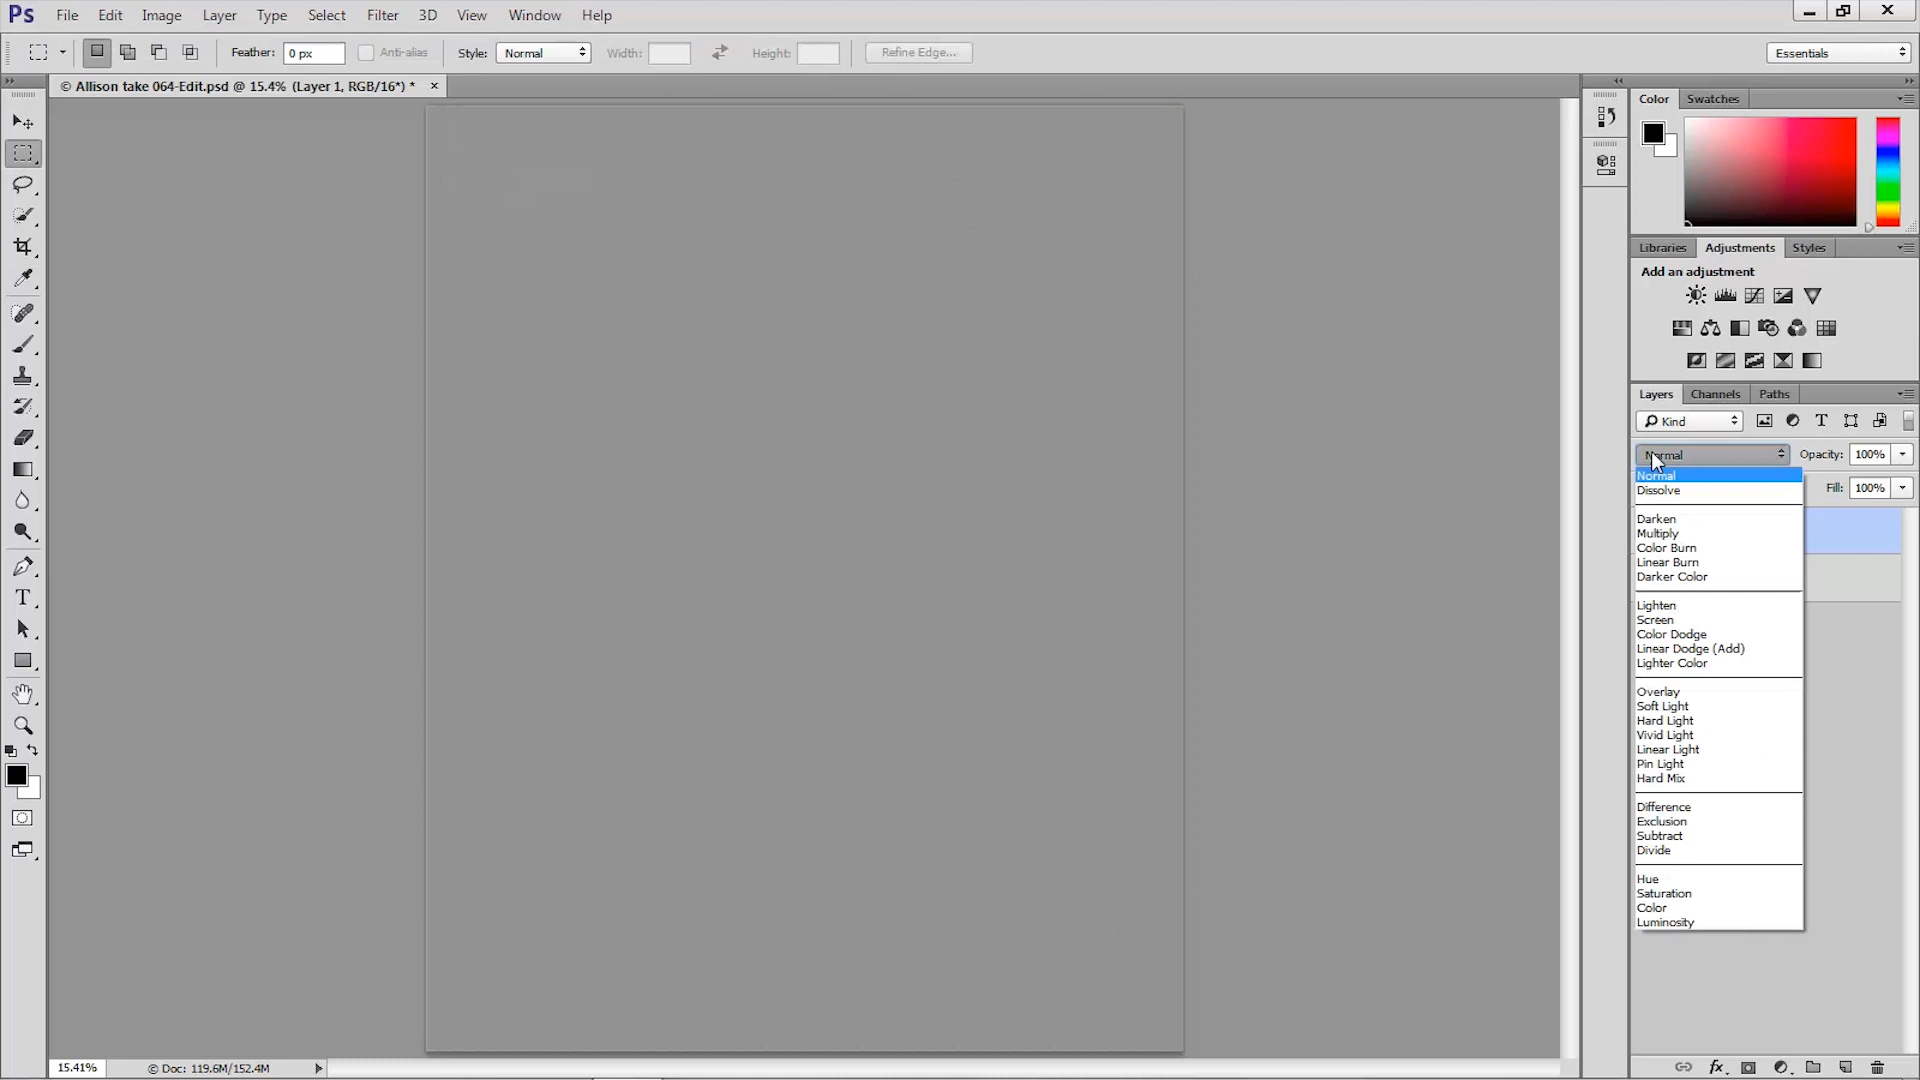 Ps File Edit Image Layer Type Select Filter 3D View Window Help
Feather: 0 px Anti-alias Style: Normal Width: Height: Refine Edge... Essentials
© Allison take 064-Edit.psd @ 15.4% (Layer 1, RGB/16*) *
Color Swatches
Libraries Adjustments Styles
Add an adjustment
Layers Channels Paths
Kind
Normal Opacity: 100%
Fill: 100%
Normal
Dissolve
Darken
Multiply
Color Burn
Linear Burn
Darker Color
Lighten
Screen
Color Dodge
Linear Dodge (Add)
Lighter Color
Overlay
Soft Light
Hard Light
Vivid Light
Linear Light
Pin Light
Hard Mix
Difference
Exclusion
Subtract
Divide
Hue
Saturation
Color
Luminosity
15.41% © Doc: 119.6M/152.4M
fx